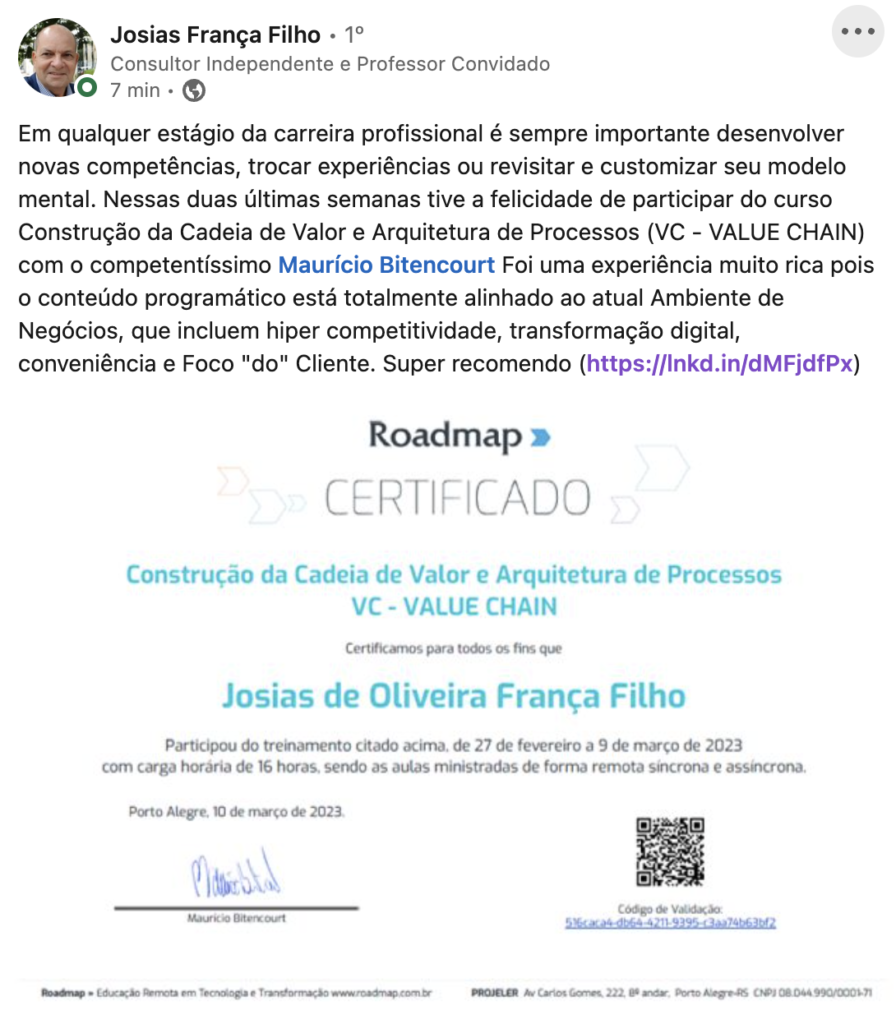 Josias França Filho • 1º
Consultor Independente e Professor Convidado
7 min •
Em qualquer estágio da carreira profissional é sempre importante desenvolver
novas competências, trocar experiências ou revisitar e customizar seu modelo
mental. Nessas duas últimas semanas tive a felicidade de participar do curso
Construção da Cadeia de Valor e Arquitetura de Processos (VC - VALUE CHAIN)
com o competentíssimo Maurício Bitencourt Foi uma experiência muito rica pois
o conteúdo programático está totalmente alinhado ao atual Ambiente de
Negócios, que incluem hiper competitividade, transformação digital,
conveniência e Foco "do" Cliente. Super recomendo (https://lnkd.in/dMFjdfPx)
Roadmap
CERTIFICADO
Construção da Cadeia de Valor e Arquitetura de Processos
VC - VALUE CHAIN
Certificamos para todos os fins que
Josias de Oliveira França Filho
Participou do treinamento citado acima, de 27 de fevereiro a 9 de março de 2023
com carga horária de 16 horas, sendo as aulas ministradas de forma remota síncrona e assíncrona.
Porto Alegre, 10 de março de 2023.
Maurício Bitencourt
Código de Validação:
516caca4-db64-4211-9395-c3aa74b63bf2
Roadmap » Educação Remota em Tecnologia e Transformação www.roadmap.com.br
PROJELER Av Carlos Gomes, 222, 8º andar, Porto Alegre-RS CNPJ 08.044.990/0001-71